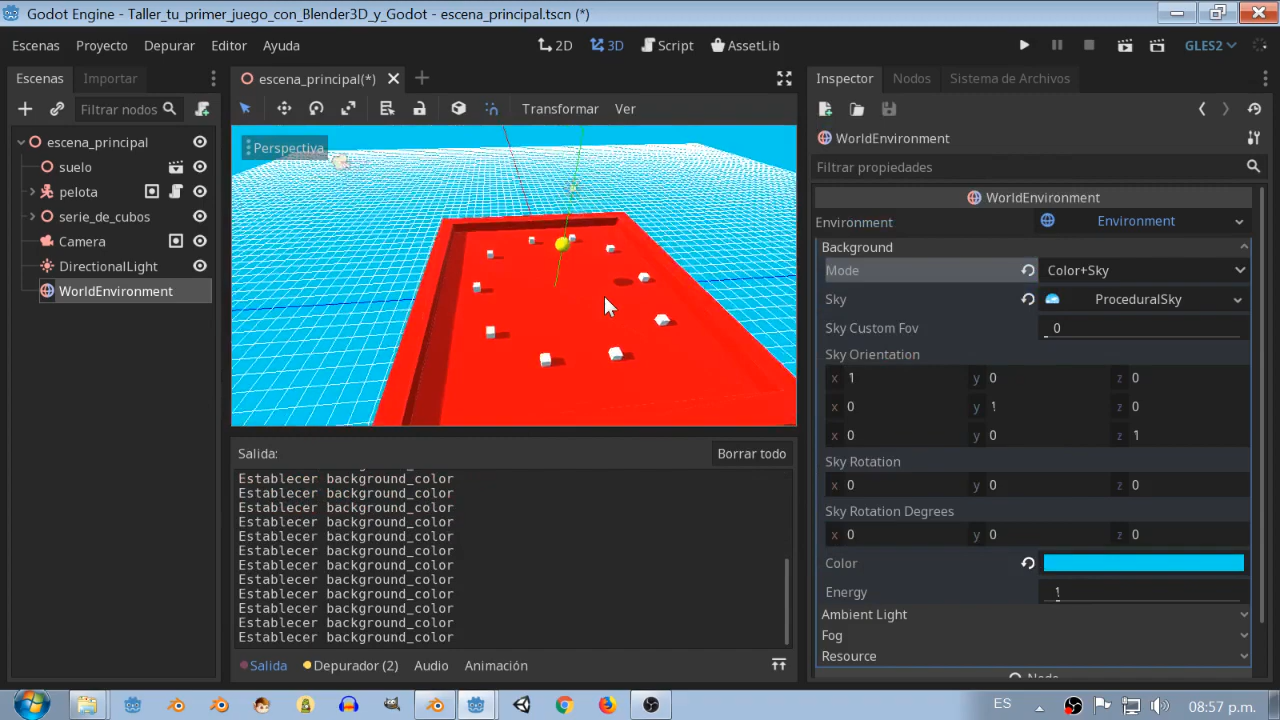 Godot Engine - Taller_tu_primer_juego_con_Blender3D_y_Godot - escena_principal.tscn (*)
Escenas Proyecto Depurar Editor Ayuda
2D 3D Script AssetLib
GLES2
Escenas Importar
Filtrar nodos
escena_principal
suelo
pelota
serie_de_cubos
Camera
DirectionalLight
WorldEnvironment
escena_principal(*)
Transformar Ver
Perspectiva
Salida: Borrar todo
Establecer background_color
Establecer background_color
Establecer background_color
Establecer background_color
Establecer background_color
Establecer background_color
Establecer background_color
Establecer background_color
Establecer background_color
Establecer background_color
Establecer background_color
Establecer background_color
Salida Depurador (2) Audio Animación
Inspector Nodos Sistema de Archivos
WorldEnvironment
Filtrar propiedades
WorldEnvironment
Environment Environment
Background
Mode Color+Sky
Sky ProceduralSky
Sky Custom Fov 0
Sky Orientation
x 1 y 0 z 0
x 0 y 1 z 0
x 0 y 0 z 1
Sky Rotation
x 0 y 0 z 0
Sky Rotation Degrees
x 0 y 0 z 0
Color
Energy 1
Ambient Light
Fog
Resource
Node
ES 08:57 p.m.